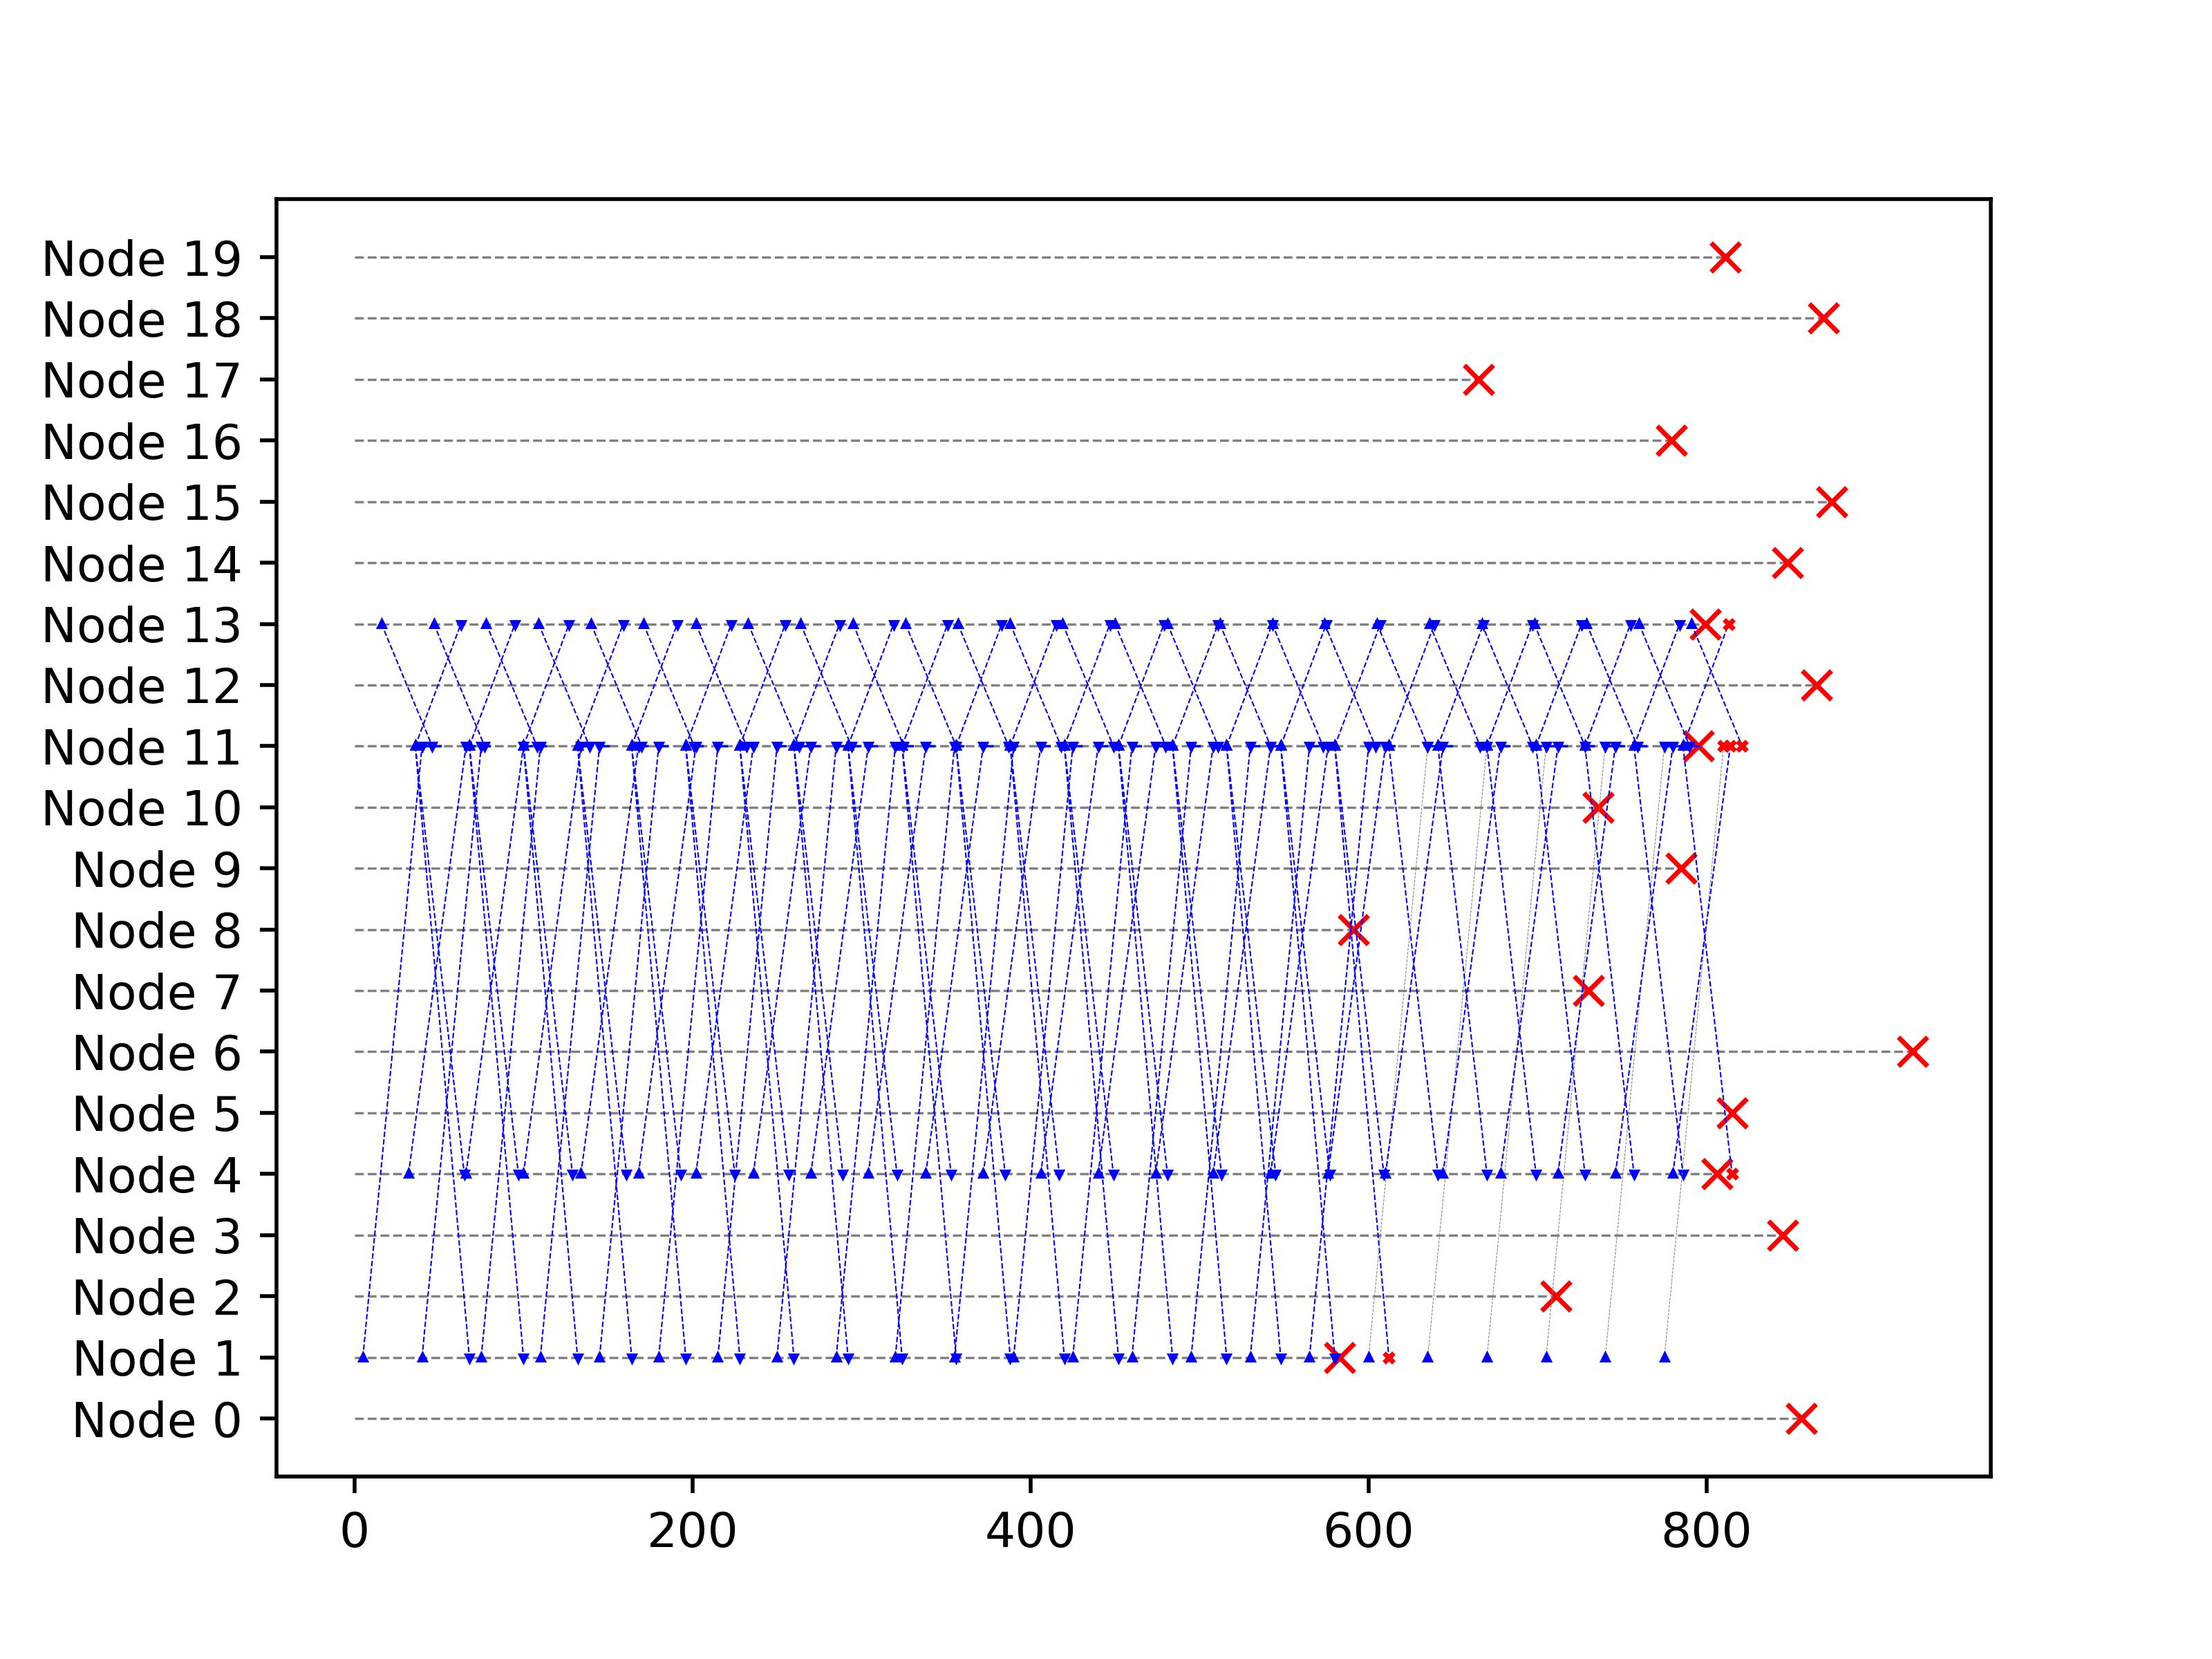 Node 19
Node 18
Node 17
Node 16
Node 15
Node 14
Node 13
Node 12
Node 11
Node 10
Node 9
Node 8
Node 7
Node 6
Node 5
Node 4
Node 3
Node 2
Node 1
Node 0
0 200 400 600 800